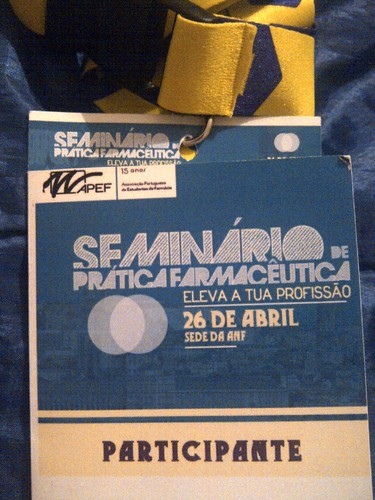 SEMINÁRIO DE
PRÁTICA FARMACÊUTICA
ELEVA A TUA PROFISSÃO
APEF
15 anos
Associação Portuguesa
de Estudantes de Farmácia
SEMINÁRIO DE
PRÁTICA FARMACÊUTICA
ELEVA A TUA PROFISSÃO
26 DE ABRIL
SEDE DA ANF
PARTICIPANTE